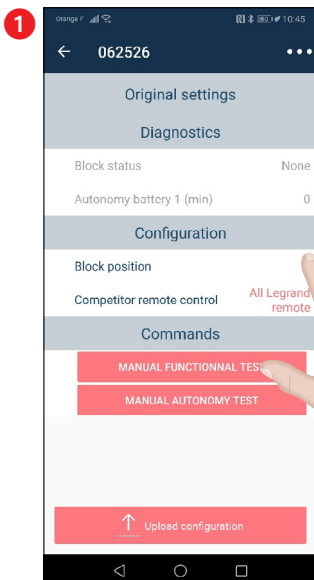 1
Orange F 10:45
062526
Original settings
Diagnostics
Block status None
Autonomy battery 1 (min) 0
Configuration
Block position
Competitor remote control All Legrand
remote
Commands
MANUAL FUNCTIONNAL TEST
MANUAL AUTONOMY TEST
Upload configuration